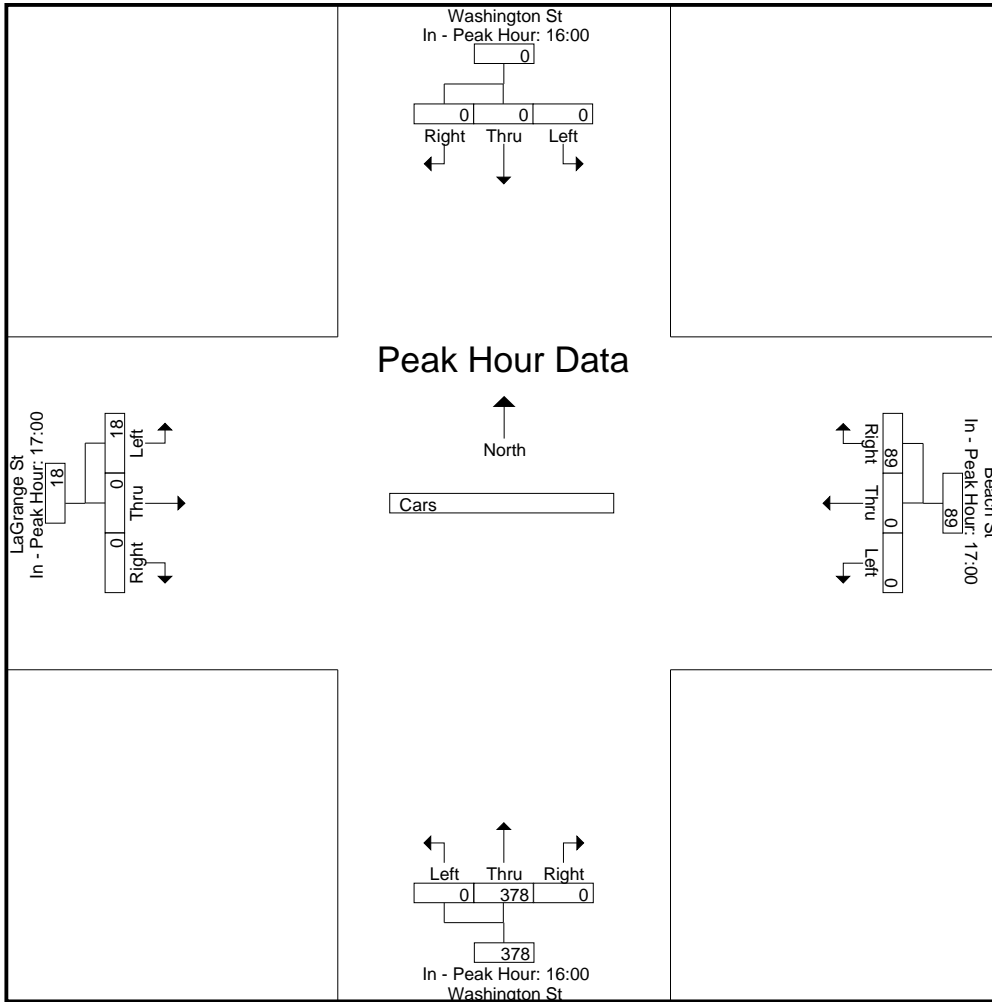 Washington St
In - Peak Hour: 16:00
0
0 0 0
Right Thru Left
Peak Hour Data
North
Cars
LaGrange St
In - Peak Hour: 17:00
18
18 0 0
Left Thru Right
Beach St
In - Peak Hour: 17:00
89
89 0 0
Right Thru Left
Left Thru Right
0 378 0
378
In - Peak Hour: 16:00
Washington St